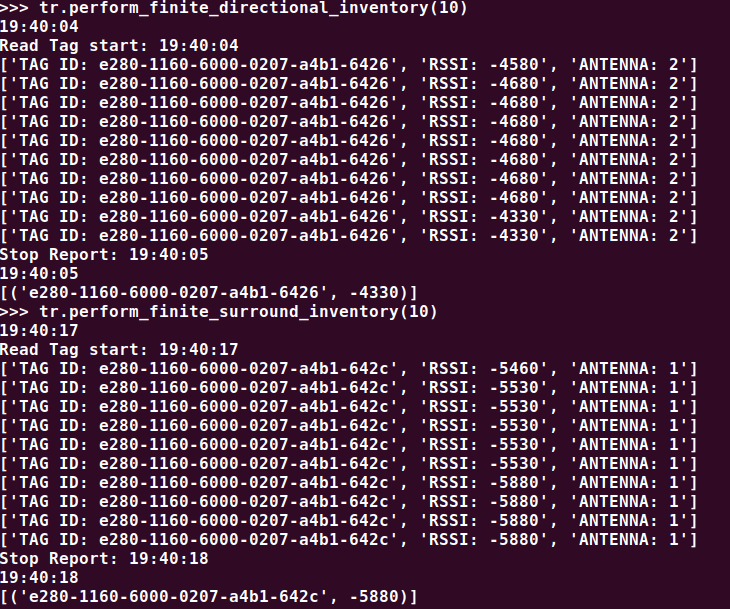 >>> tr.perform_finite_directional_inventory(10)
19:40:04
Read Tag start: 19:40:04
['TAG ID: e280-1160-6000-0207-a4b1-6426', 'RSSI: -4580', 'ANTENNA: 2']
['TAG ID: e280-1160-6000-0207-a4b1-6426', 'RSSI: -4680', 'ANTENNA: 2']
['TAG ID: e280-1160-6000-0207-a4b1-6426', 'RSSI: -4680', 'ANTENNA: 2']
['TAG ID: e280-1160-6000-0207-a4b1-6426', 'RSSI: -4680', 'ANTENNA: 2']
['TAG ID: e280-1160-6000-0207-a4b1-6426', 'RSSI: -4680', 'ANTENNA: 2']
['TAG ID: e280-1160-6000-0207-a4b1-6426', 'RSSI: -4680', 'ANTENNA: 2']
['TAG ID: e280-1160-6000-0207-a4b1-6426', 'RSSI: -4680', 'ANTENNA: 2']
['TAG ID: e280-1160-6000-0207-a4b1-6426', 'RSSI: -4680', 'ANTENNA: 2']
['TAG ID: e280-1160-6000-0207-a4b1-6426', 'RSSI: -4330', 'ANTENNA: 2']
['TAG ID: e280-1160-6000-0207-a4b1-6426', 'RSSI: -4330', 'ANTENNA: 2']
Stop Report: 19:40:05
19:40:05
[('e280-1160-6000-0207-a4b1-6426', -4330)]
>>> tr.perform_finite_surround_inventory(10)
19:40:17
Read Tag start: 19:40:17
['TAG ID: e280-1160-6000-0207-a4b1-642c', 'RSSI: -5460', 'ANTENNA: 1']
['TAG ID: e280-1160-6000-0207-a4b1-642c', 'RSSI: -5530', 'ANTENNA: 1']
['TAG ID: e280-1160-6000-0207-a4b1-642c', 'RSSI: -5530', 'ANTENNA: 1']
['TAG ID: e280-1160-6000-0207-a4b1-642c', 'RSSI: -5530', 'ANTENNA: 1']
['TAG ID: e280-1160-6000-0207-a4b1-642c', 'RSSI: -5530', 'ANTENNA: 1']
['TAG ID: e280-1160-6000-0207-a4b1-642c', 'RSSI: -5530', 'ANTENNA: 1']
['TAG ID: e280-1160-6000-0207-a4b1-642c', 'RSSI: -5880', 'ANTENNA: 1']
['TAG ID: e280-1160-6000-0207-a4b1-642c', 'RSSI: -5880', 'ANTENNA: 1']
['TAG ID: e280-1160-6000-0207-a4b1-642c', 'RSSI: -5880', 'ANTENNA: 1']
['TAG ID: e280-1160-6000-0207-a4b1-642c', 'RSSI: -5880', 'ANTENNA: 1']
Stop Report: 19:40:18
19:40:18
[('e280-1160-6000-0207-a4b1-642c', -5880)]